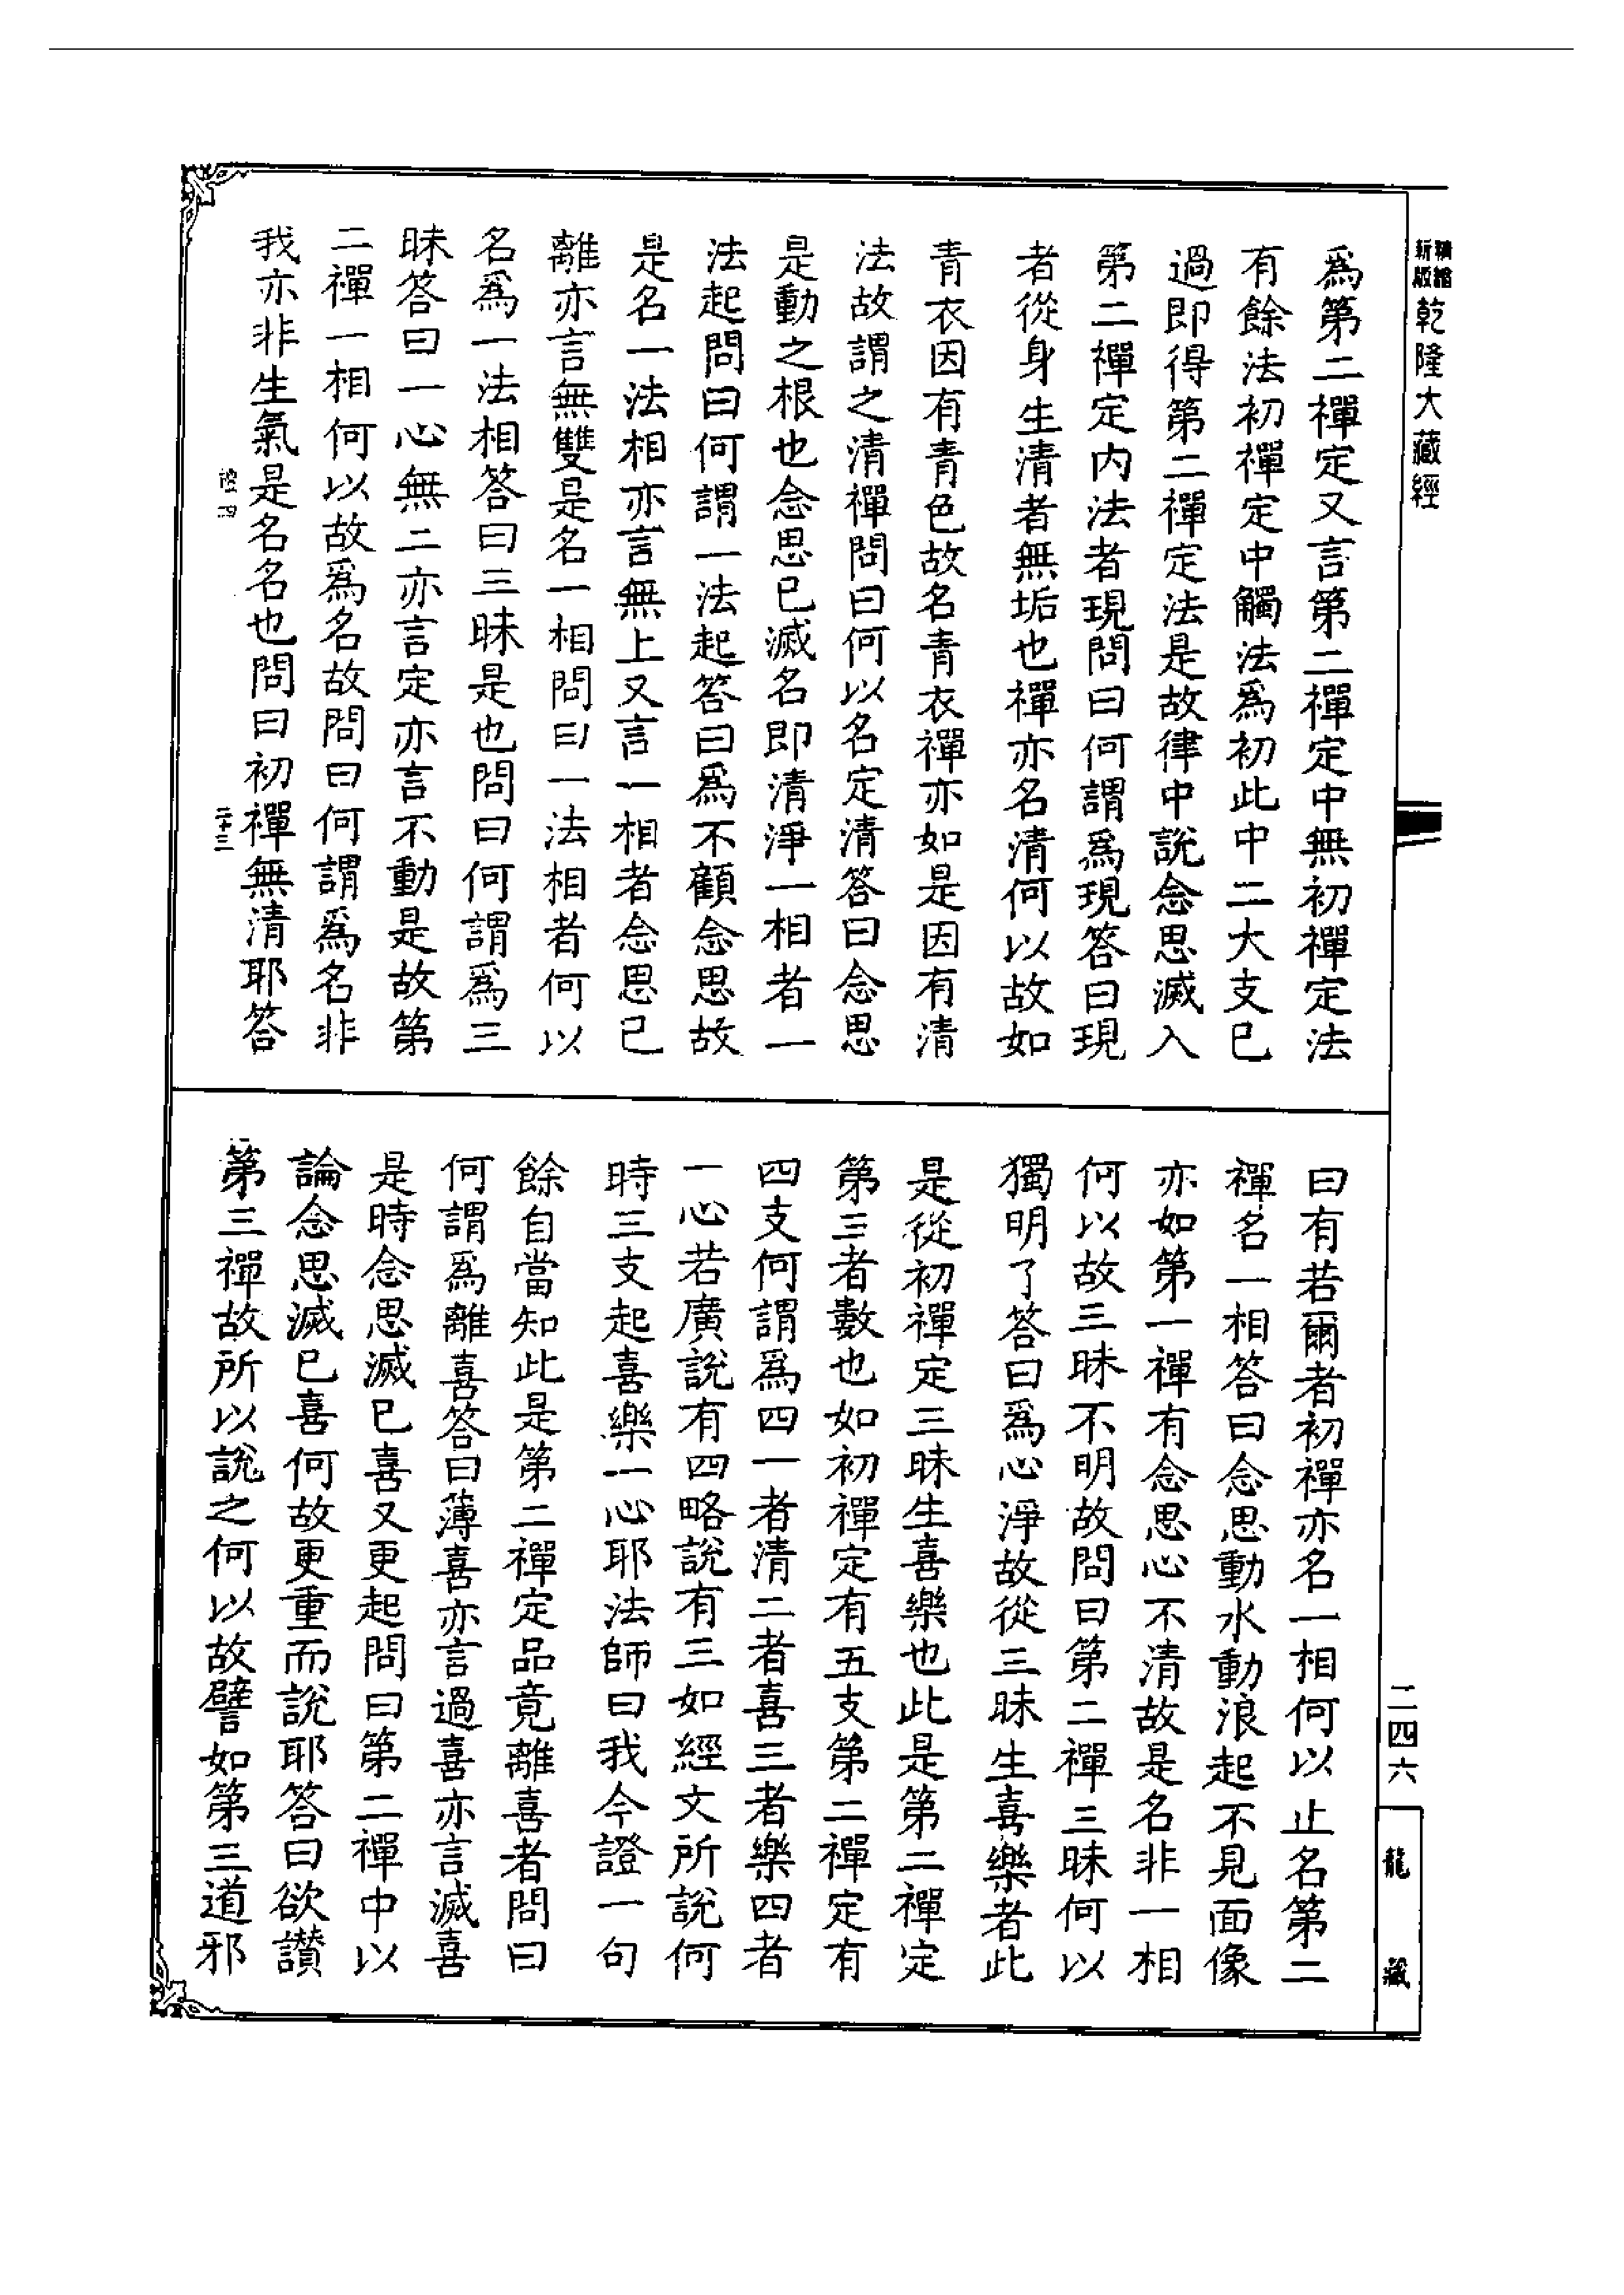 精縮
新版
乾隆大藏經
爲第二禪定又言第二禪定中無初禪定法
有餘法初禪定中觸法爲初此中二大支已
過即得第二禪定法是故律中說念思滅入
第二禪定內法者現問曰何謂爲現答曰現
者從身生清者無垢也禪亦名清何以故如
青衣因有青色故名青衣禪亦如是因有清
法故謂之清禪問曰何以名定清答曰念思
是動之根也念思已滅名即清淨一相者一
法起問曰何謂一法起答曰爲不顧念思故
是名一法相亦言無上又言一相者念思已
離亦言無雙是名一相問曰一法相者何以
名爲一法相答曰三昧是也問曰何謂爲三
昧答曰一心無二亦言定亦言不動是故第
二禪一相何以故爲名故問曰何謂爲名非
我亦非生氣是名名也問曰初禪無清耶答
二十三
曰有若爾者初禪亦名一相何以止名第二
禪名一相答曰念思動水動浪起不見面像
亦如第一禪有念思心不清故是名非一相
何以故三昧不明故問曰第二禪三昧何以
獨明了答曰爲心淨故從三昧生喜樂者此
是從初禪定三昧生喜樂也此是第二禪定
第三者數也如初禪定有五支第二禪定有
四支何謂爲四一者清二者喜三者樂四者
一心若廣說有四略說有三如經文所說何
時三支起喜樂一心耶法師曰我今證一句
餘自當知此是第二禪定品竟離喜者問曰
何謂爲離喜答曰薄喜亦言過喜亦言滅喜
是時念思滅已喜又更起問曰第二禪中以
論念思滅已喜何故更重而說耶答曰欲讃
第三禪故所以說之何以故譬如第三道邪
二四六
龍藏